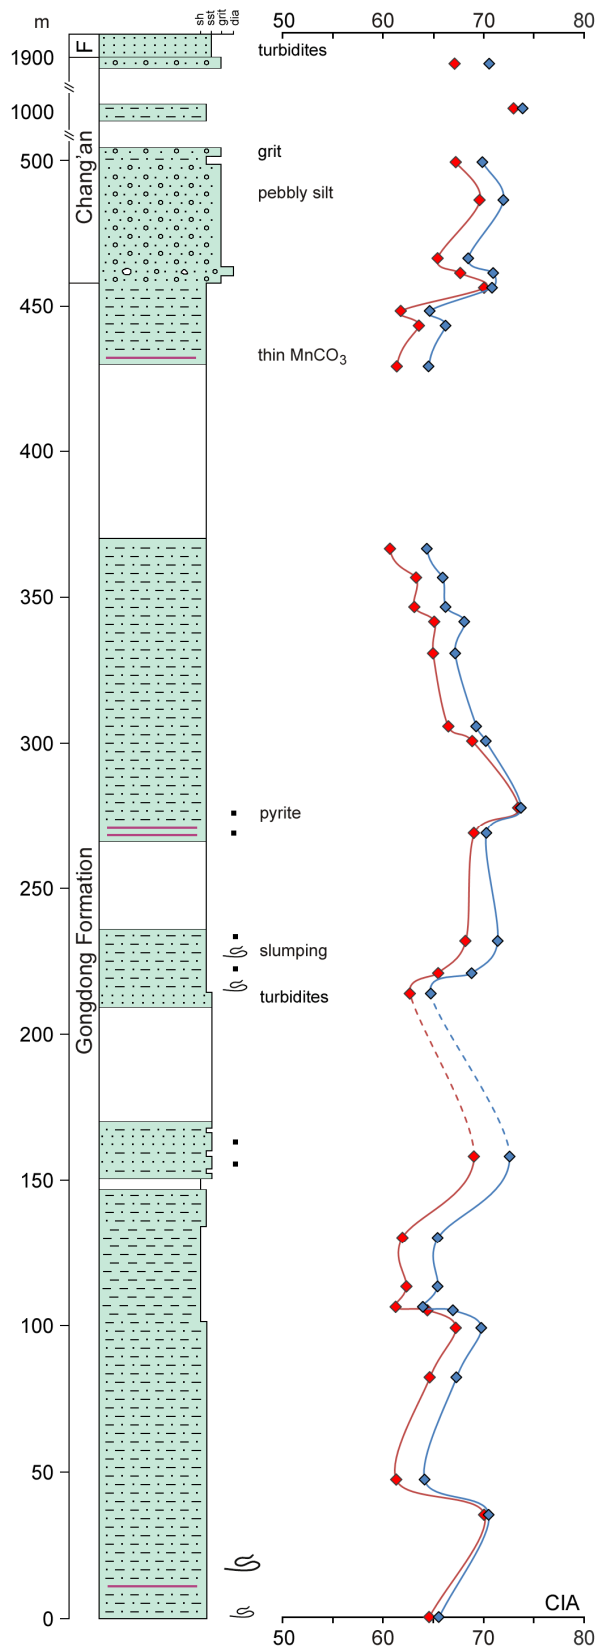 50 60 70 80
m
sh
sst
grit
dia
F
turbidites
1900
1000
grit
500
pebbly silt
Chang'an
450
thin MnCO₃
400
350
300
pyrite
250
slumping
turbidites
Gongdong Formation
200
150
100
50
CIA
0
50 60 70 80